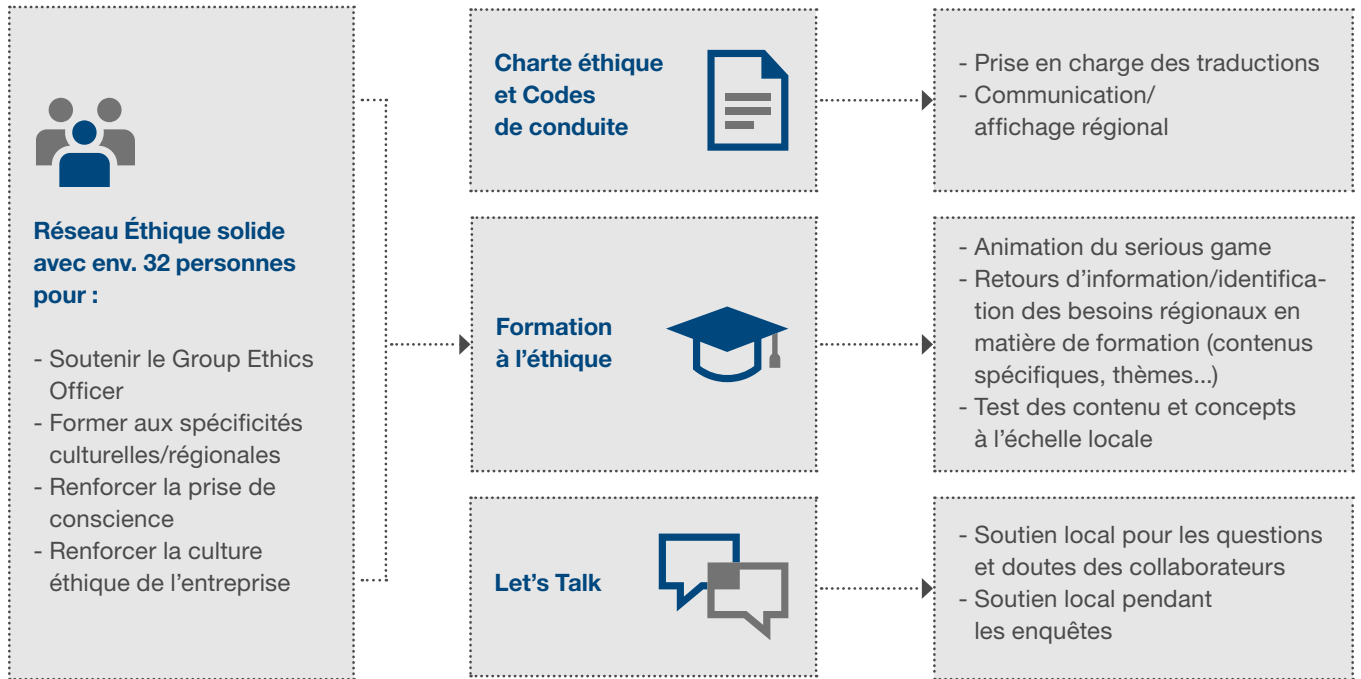 Réseau Éthique solide
avec env. 32 personnes
pour :
- Soutenir le Group Ethics
Officer
- Former aux spécificités
culturelles/régionales
- Renforcer la prise de
conscience
- Renforcer la culture
éthique de l’entreprise
Charte éthique
et Codes
de conduite
- Prise en charge des traductions
- Communication/
affichage régional
Formation
à l’éthique
- Animation du serious game
- Retours d’information/identifica-
tion des besoins régionaux en
matière de formation (contenus
spécifiques, thèmes...)
- Test des contenu et concepts
à l’échelle locale
Let’s Talk
- Soutien local pour les questions
et doutes des collaborateurs
- Soutien local pendant
les enquêtes